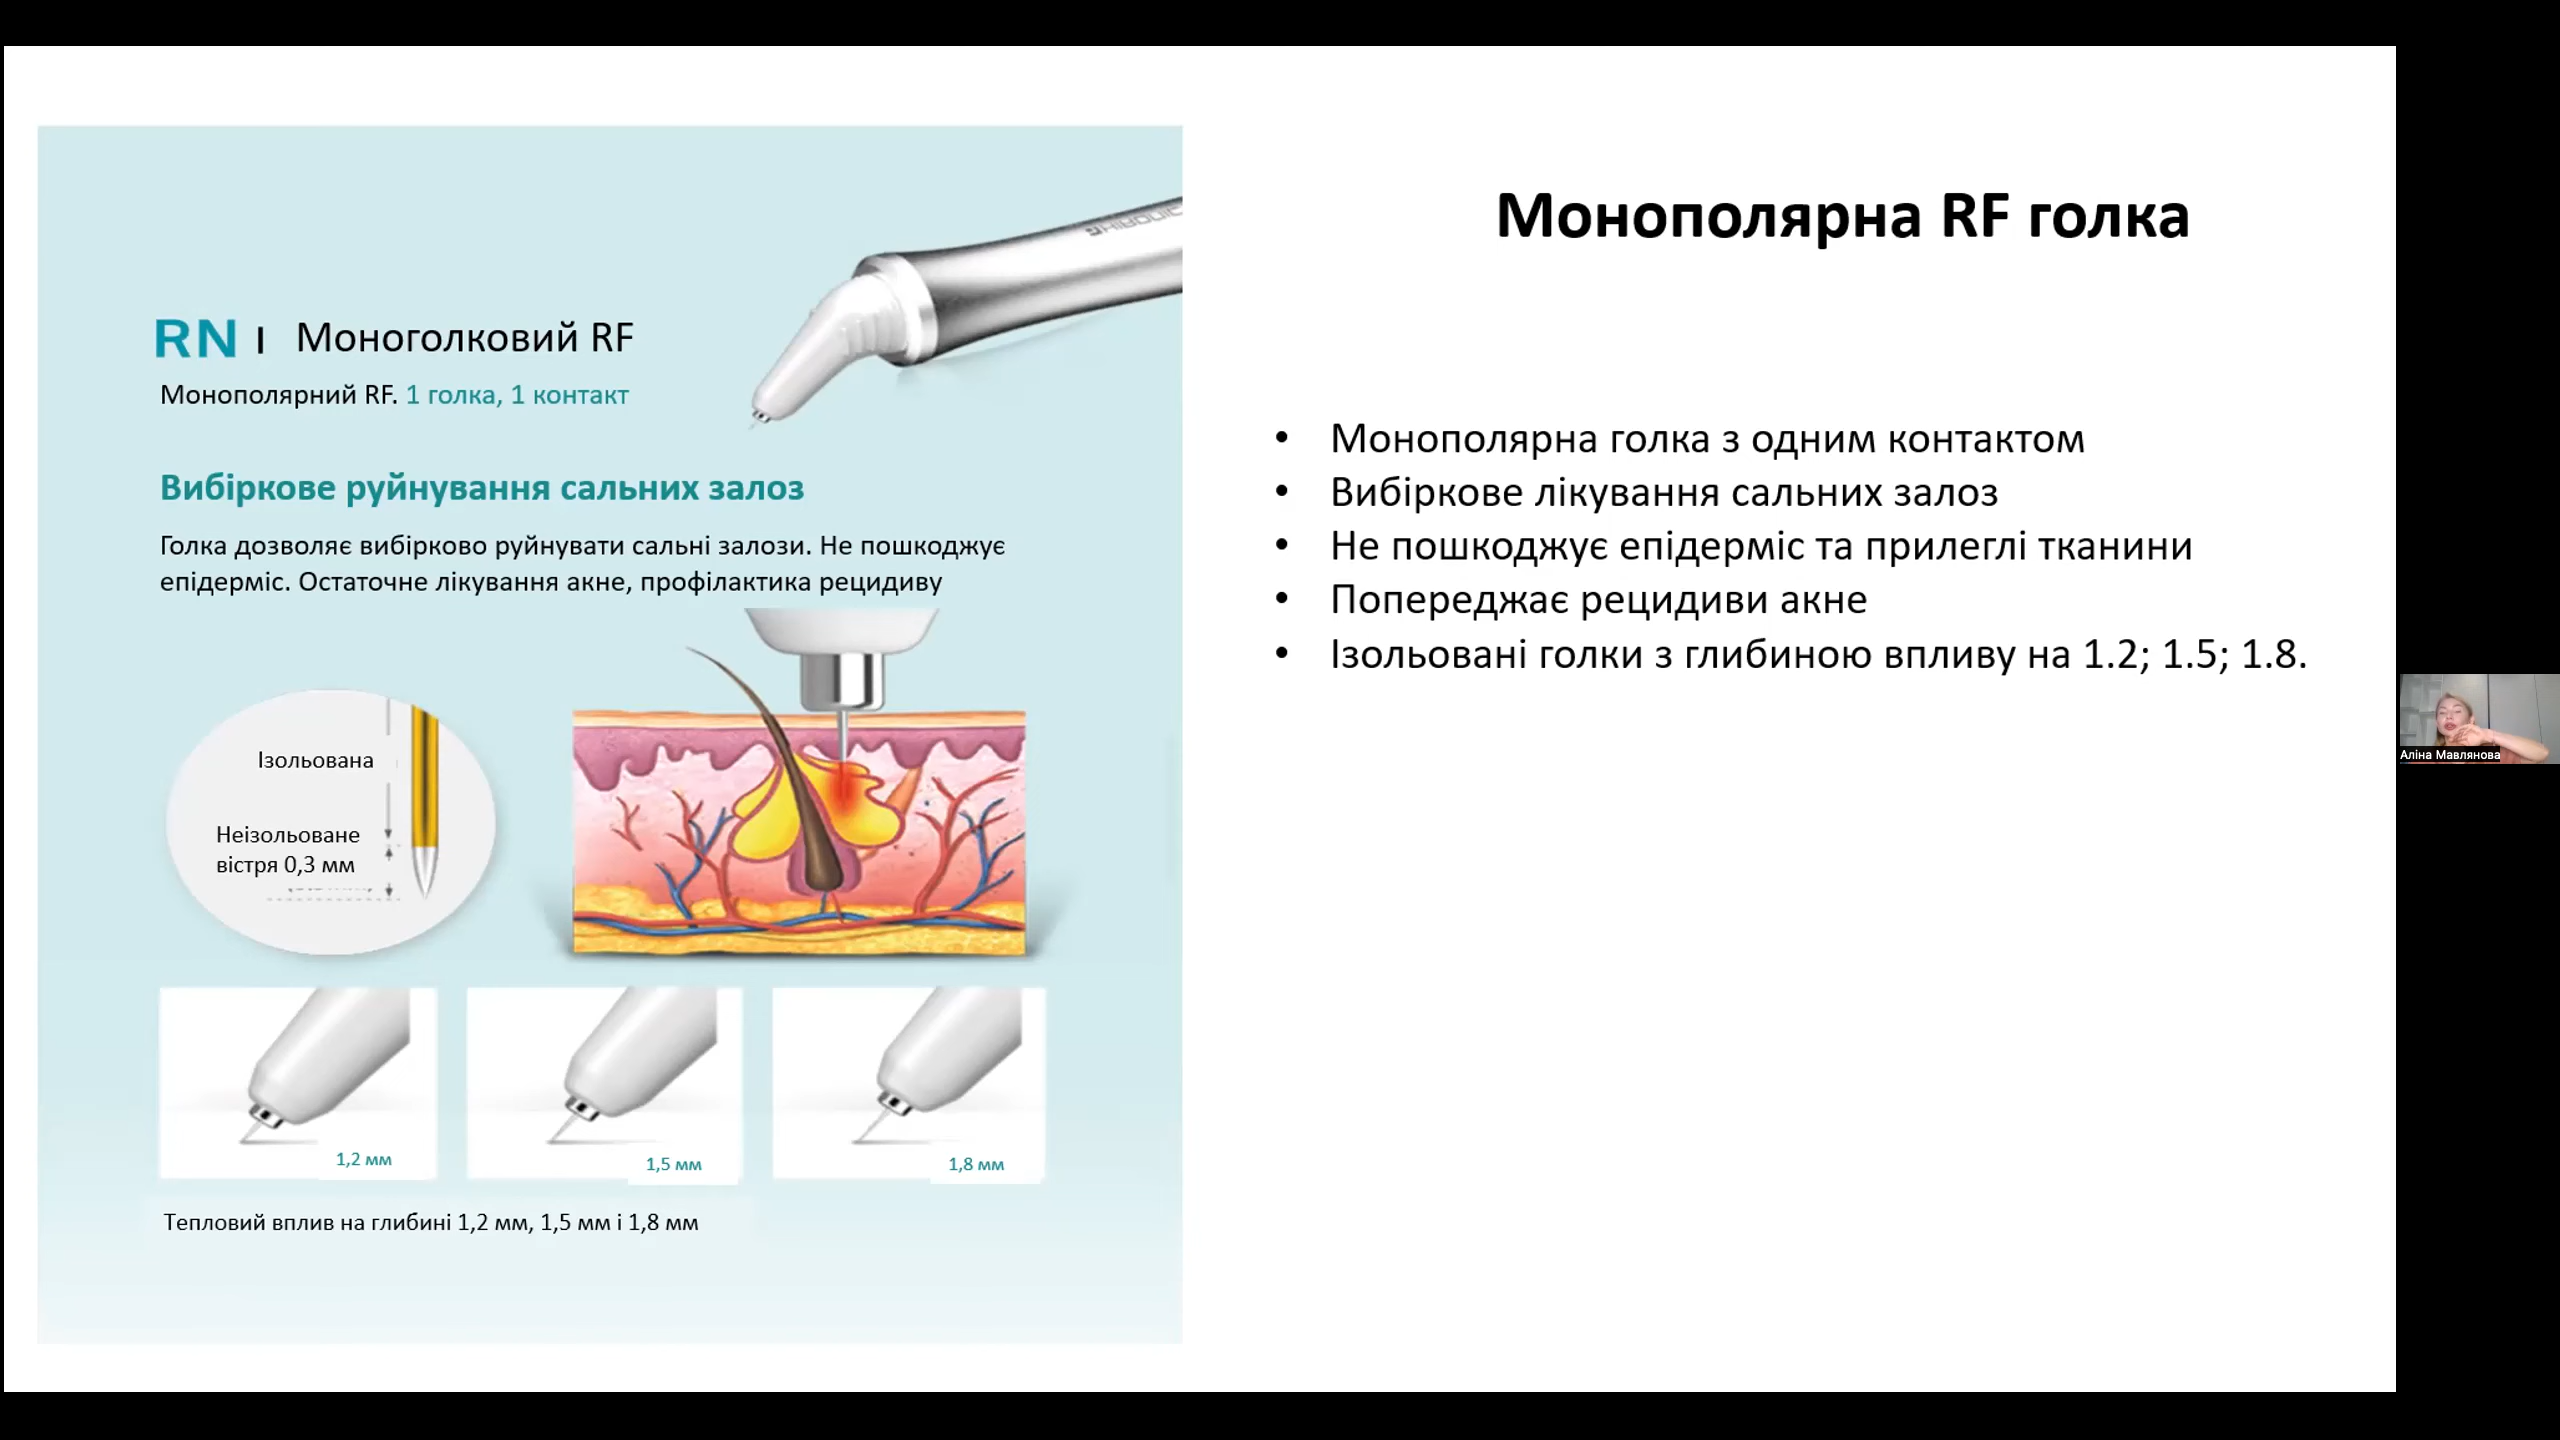 RN | Моноголковий RF
Монополярний RF. 1 голка, 1 контакт
Вибіркове руйнування сальних залоз
Голка дозволяє вибірково руйнувати сальні залози. Не пошкоджує
епідерміс. Остаточне лікування акне, профілактика рецидиву
Ізольована
Неізольоване
вістря 0,3 мм
1,2 мм
1,5 мм
1,8 мм
Тепловий вплив на глибині 1,2 мм, 1,5 мм і 1,8 мм
Монополярна RF голка
• Монополярна голка з одним контактом
• Вибіркове лікування сальних залоз
• Не пошкоджує епідерміс та прилеглі тканини
• Попереджає рецидиви акне
• Ізольовані голки з глибиною впливу на 1.2; 1.5; 1.8.
Аліна Мавлянова